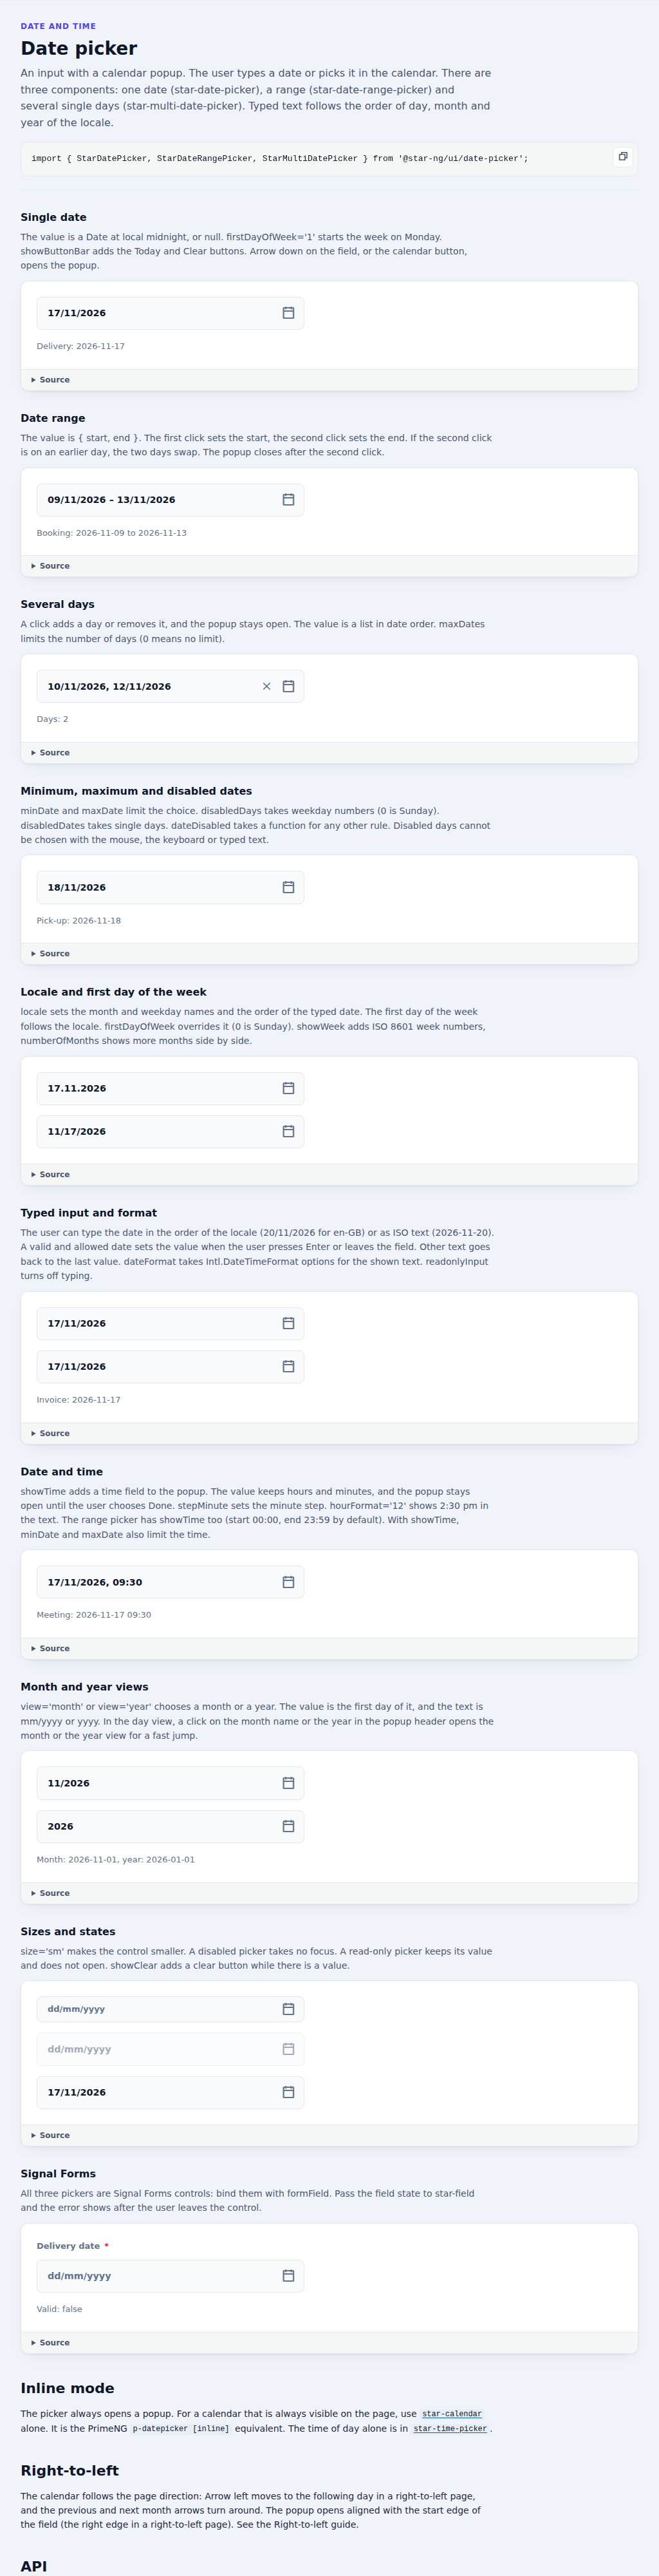 DATE AND TIME
Date picker
An input with a calendar popup. The user types a date or picks it in the calendar. There are
three components: one date (star-date-picker), a range (star-date-range-picker) and
several single days (star-multi-date-picker). Typed text follows the order of day, month and
year of the locale.
import { StarDatePicker, StarDateRangePicker, StarMultiDatePicker } from '@star-ng/ui/date-picker';
Single date
The value is a Date at local midnight, or null. firstDayOfWeek='1' starts the week on Monday.
showButtonBar adds the Today and Clear buttons. Arrow down on the field, or the calendar button,
opens the popup.
17/11/2026
Delivery: 2026-11-17
Source
Date range
The value is { start, end }. The first click sets the start, the second click sets the end. If the second click
is on an earlier day, the two days swap. The popup closes after the second click.
09/11/2026 – 13/11/2026
Booking: 2026-11-09 to 2026-11-13
Source
Several days
A click adds a day or removes it, and the popup stays open. The value is a list in date order. maxDates
limits the number of days (0 means no limit).
10/11/2026, 12/11/2026
Days: 2
Source
Minimum, maximum and disabled dates
minDate and maxDate limit the choice. disabledDays takes weekday numbers (0 is Sunday).
disabledDates takes single days. dateDisabled takes a function for any other rule. Disabled days cannot
be chosen with the mouse, the keyboard or typed text.
18/11/2026
Pick-up: 2026-11-18
Source
Locale and first day of the week
locale sets the month and weekday names and the order of the typed date. The first day of the week
follows the locale. firstDayOfWeek overrides it (0 is Sunday). showWeek adds ISO 8601 week numbers,
numberOfMonths shows more months side by side.
17.11.2026
11/17/2026
Source
Typed input and format
The user can type the date in the order of the locale (20/11/2026 for en-GB) or as ISO text (2026-11-20).
A valid and allowed date sets the value when the user presses Enter or leaves the field. Other text goes
back to the last value. dateFormat takes Intl.DateTimeFormat options for the shown text. readonlyInput
turns off typing.
17/11/2026
17/11/2026
Invoice: 2026-11-17
Source
Date and time
showTime adds a time field to the popup. The value keeps hours and minutes, and the popup stays
open until the user chooses Done. stepMinute sets the minute step. hourFormat='12' shows 2:30 pm in
the text. The range picker has showTime too (start 00:00, end 23:59 by default). With showTime,
minDate and maxDate also limit the time.
17/11/2026, 09:30
Meeting: 2026-11-17 09:30
Source
Month and year views
view='month' or view='year' chooses a month or a year. The value is the first day of it, and the text is
mm/yyyy or yyyy. In the day view, a click on the month name or the year in the popup header opens the
month or the year view for a fast jump.
11/2026
2026
Month: 2026-11-01, year: 2026-01-01
Source
Sizes and states
size='sm' makes the control smaller. A disabled picker takes no focus. A read-only picker keeps its value
and does not open. showClear adds a clear button while there is a value.
dd/mm/yyyy
dd/mm/yyyy
17/11/2026
Source
Signal Forms
All three pickers are Signal Forms controls: bind them with formField. Pass the field state to star-field
and the error shows after the user leaves the control.
Delivery date *
dd/mm/yyyy
Valid: false
Source
Inline mode
The picker always opens a popup. For a calendar that is always visible on the page, use star-calendar
alone. It is the PrimeNG p-datepicker [inline] equivalent. The time of day alone is in star-time-picker.
Right-to-left
The calendar follows the page direction: Arrow left moves to the following day in a right-to-left page,
and the previous and next month arrows turn around. The popup opens aligned with the start edge of
the field (the right edge in a right-to-left page). See the Right-to-left guide.
API